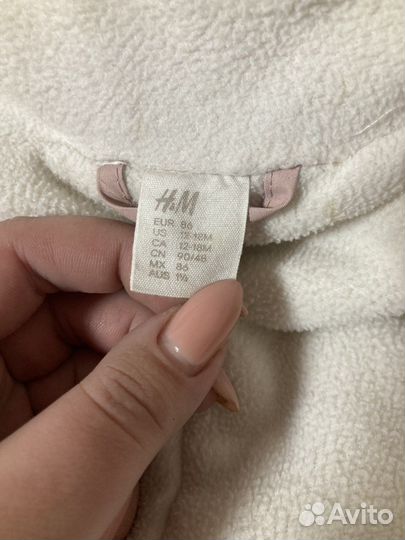 H&M
EUR 86
US 12-18M
CA 12-18M
CN 90/48
MX 86
AUS 1½
Avito